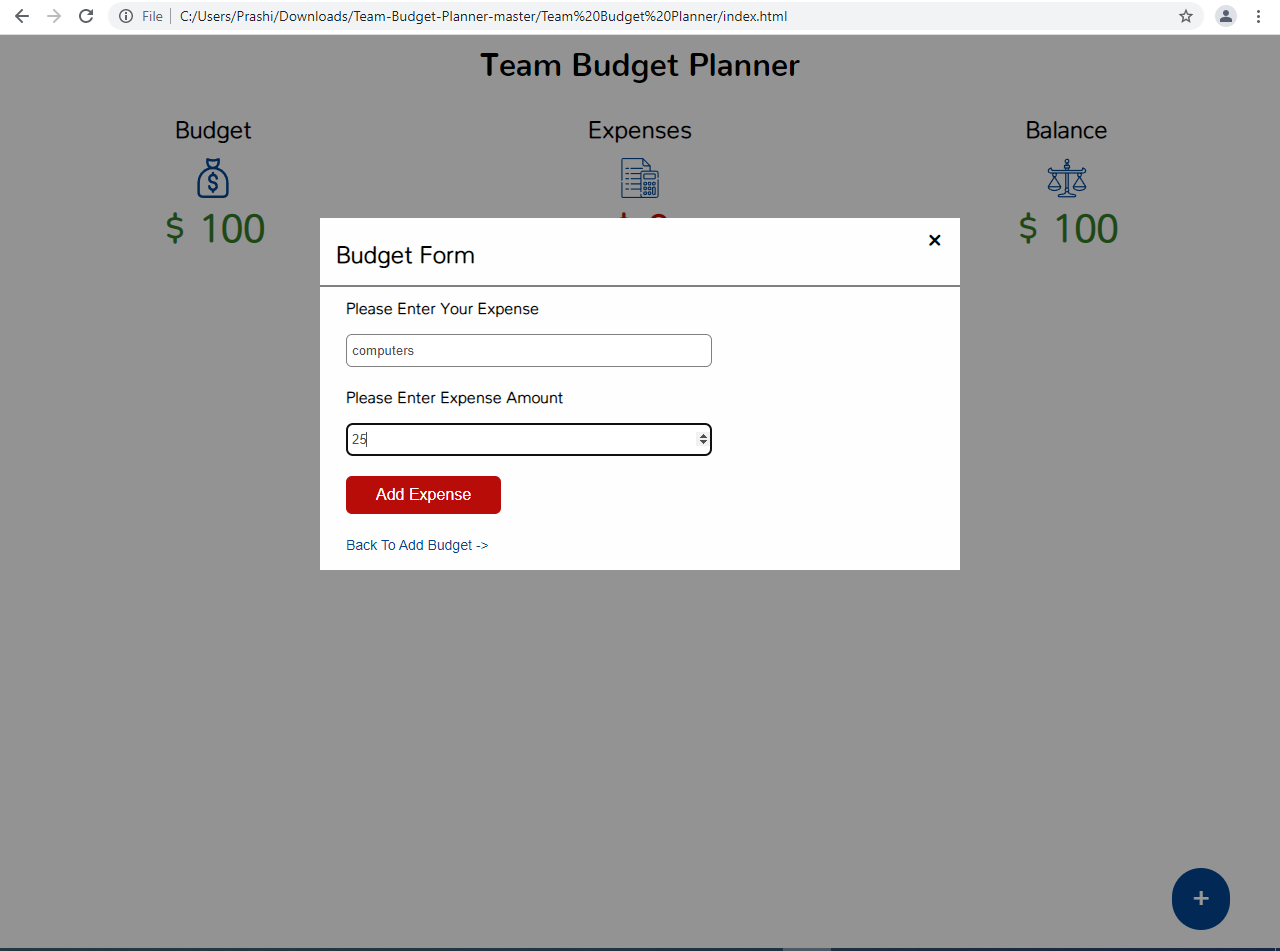 File
C:/Users/Prashi/Downloads/Team-Budget-Planner-master/Team%20Budget%20Planner/index.html
Team Budget Planner
Budget Expenses Balance
$ 100 $ 100
Budget Form
×
Please Enter Your Expense
computers
Please Enter Expense Amount
25
Add Expense
Back To Add Budget ->
+